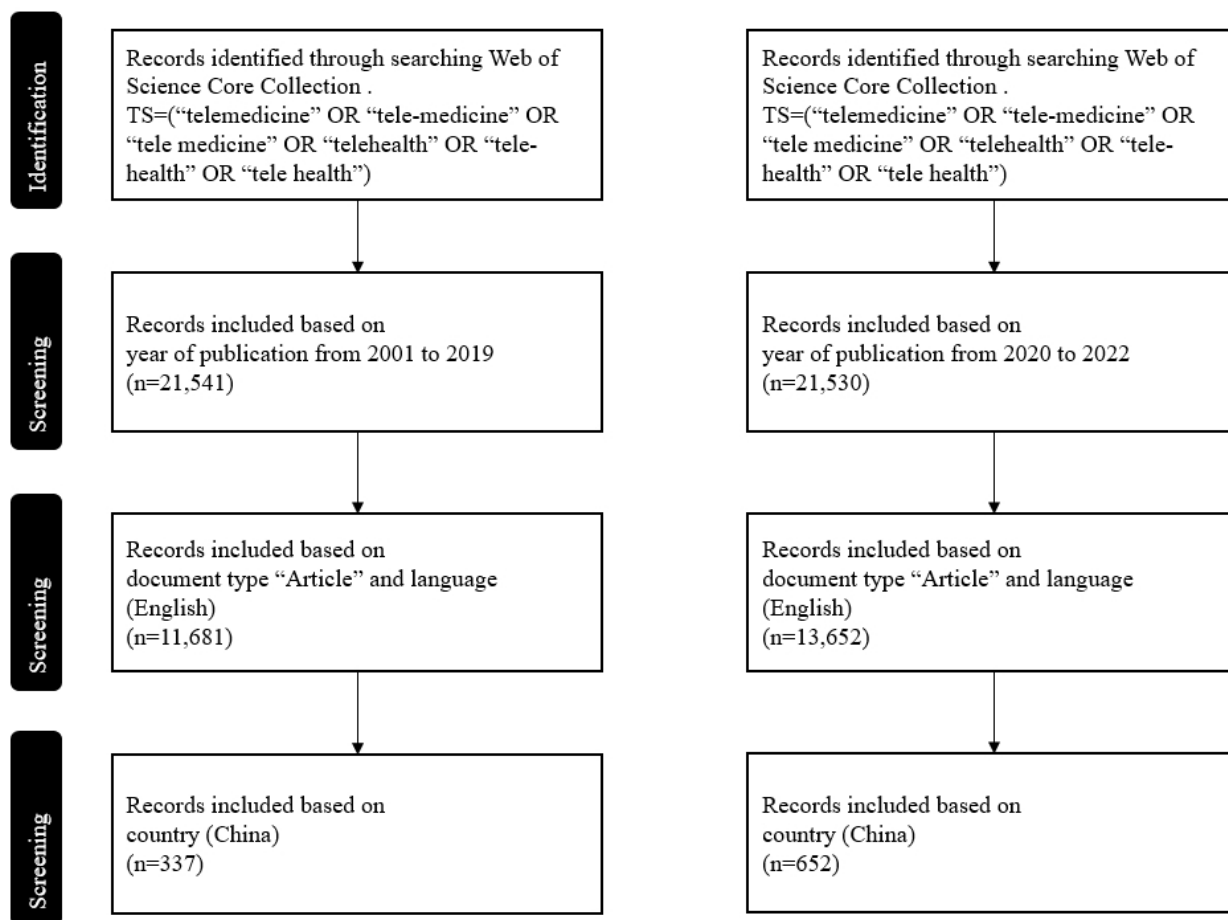 Identification
Records identified through searching Web of
Science Core Collection .
TS=(“telemedicine” OR “tele-medicine” OR
“tele medicine” OR “telehealth” OR “tele-
health” OR “tele health”)
Records identified through searching Web of
Science Core Collection .
TS=(“telemedicine” OR “tele-medicine” OR
“tele medicine” OR “telehealth” OR “tele-
health” OR “tele health”)
Screening
Records included based on
year of publication from 2001 to 2019
(n=21,541)
Records included based on
year of publication from 2020 to 2022
(n=21,530)
Screening
Records included based on
document type “Article” and language
(English)
(n=11,681)
Records included based on
document type “Article” and language
(English)
(n=13,652)
Screening
Records included based on
country (China)
(n=337)
Records included based on
country (China)
(n=652)